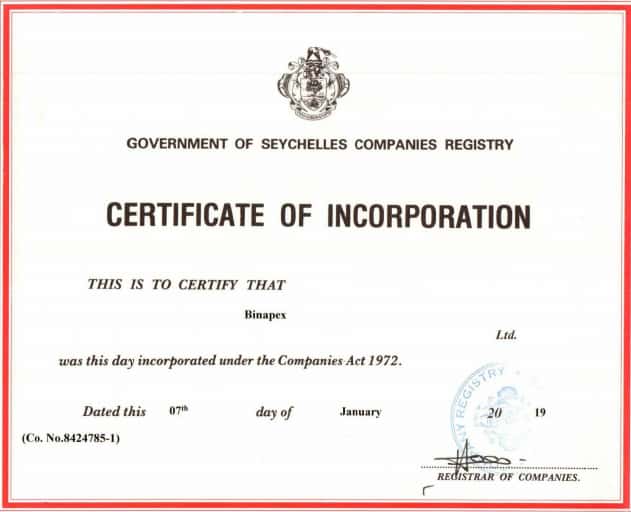 GOVERNMENT OF SEYCHELLES COMPANIES REGISTRY
CERTIFICATE OF INCORPORATION
THIS IS TO CERTIFY THAT
Binapex
Ltd.
was this day incorporated under the Companies Act 1972.
Dated this 07th day of January 20 19
(Co. No.8424785-1)
NY REGISTRY
REGISTRAR OF COMPANIES.